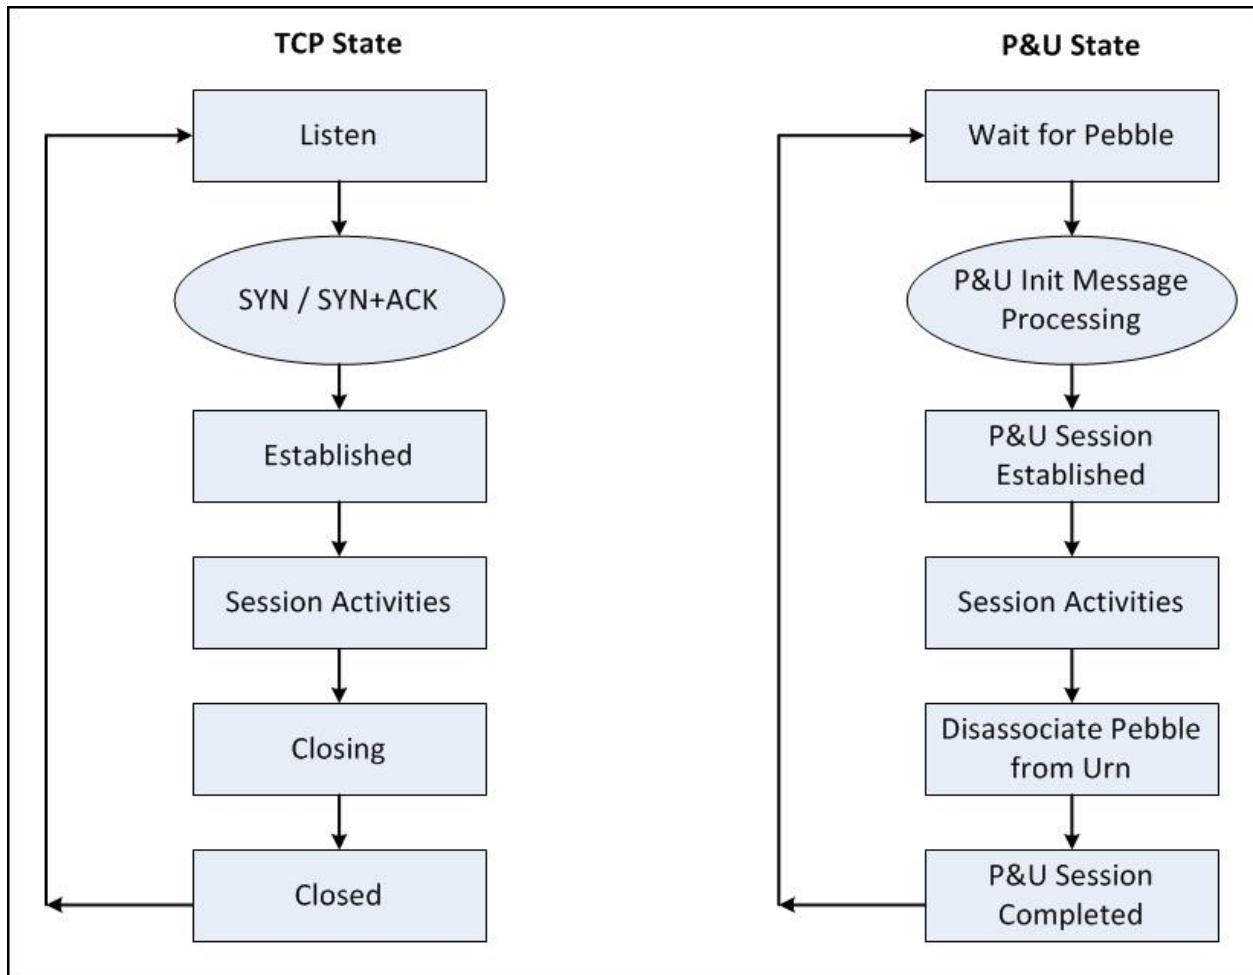 TCP State
Listen
SYN / SYN+ACK
Established
Session Activities
Closing
Closed
P&U State
Wait for Pebble
P&U Init Message
Processing
P&U Session
Established
Session Activities
Disassociate Pebble
from Urn
P&U Session
Completed